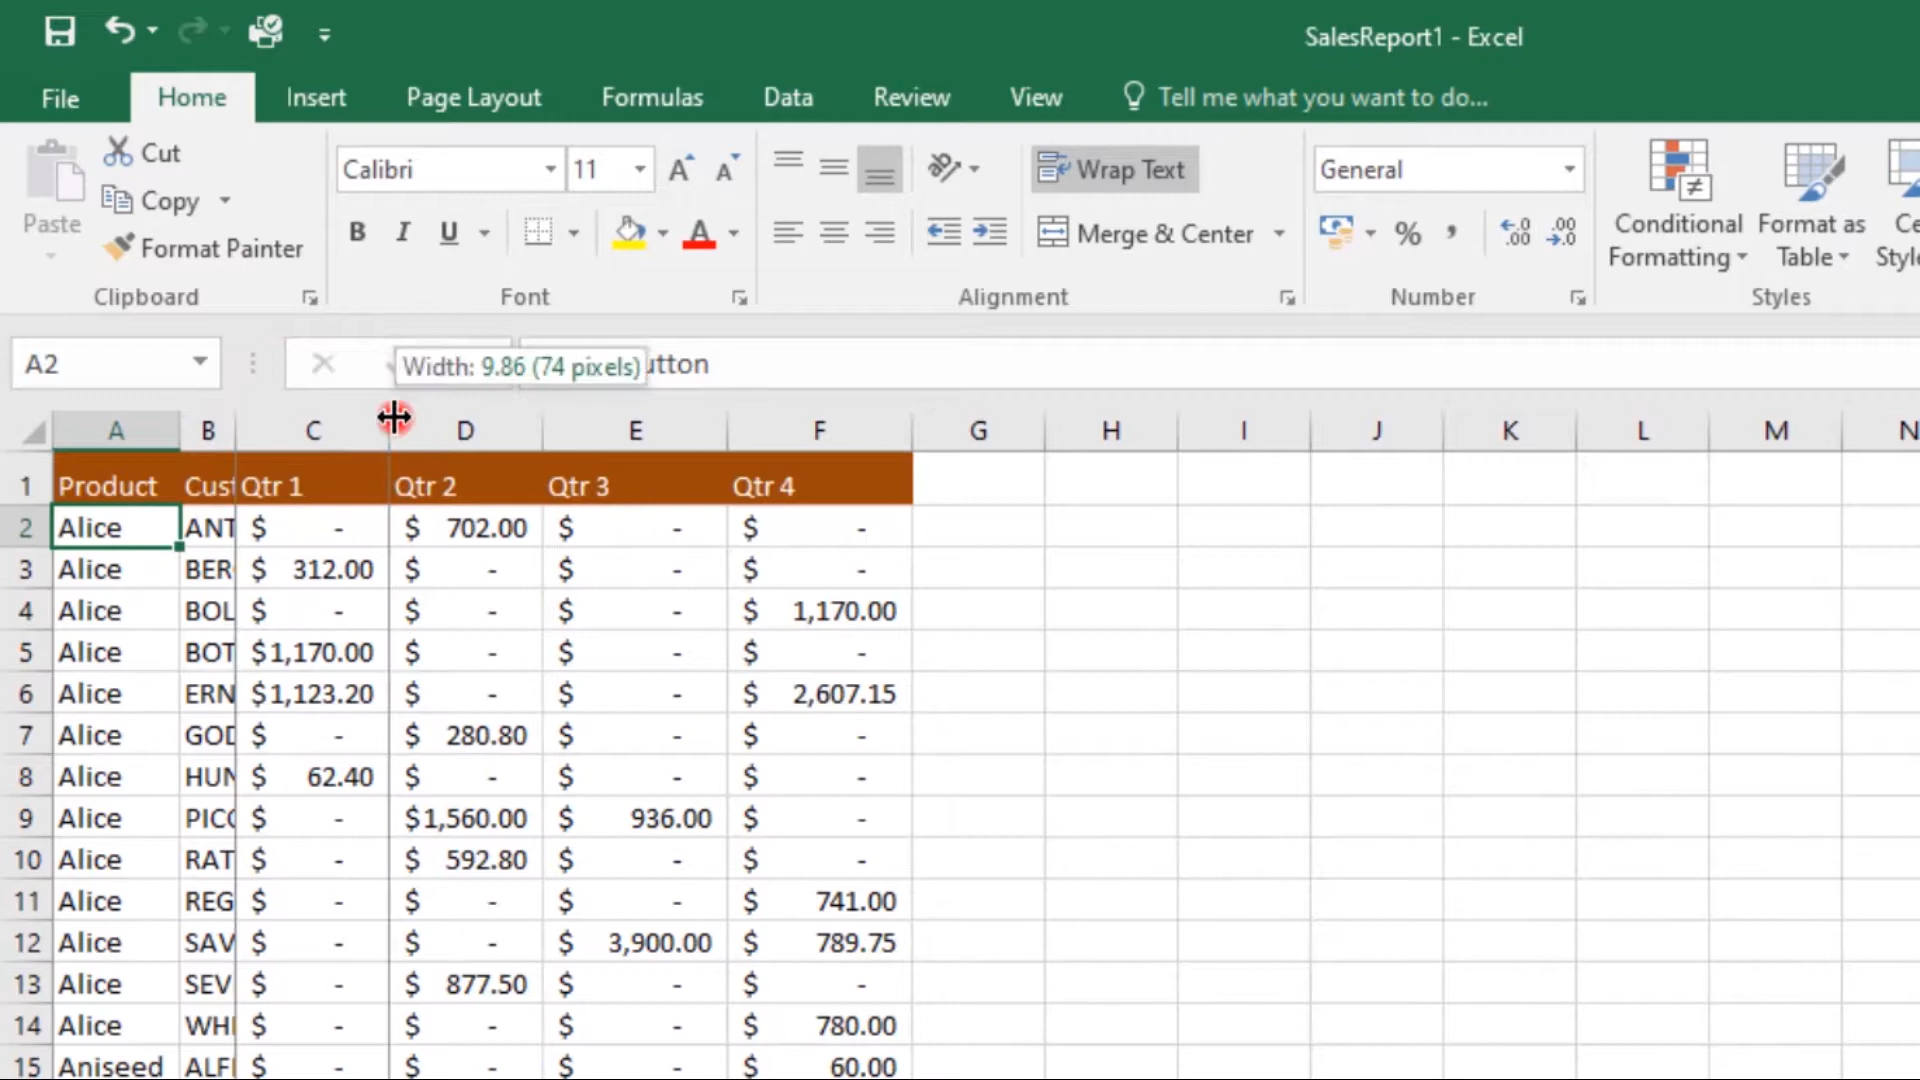 SalesReport1 - Excel
File Home Insert Page Layout Formulas Data Review View Tell me what you want to do...
Paste
Cut
Copy
Format Painter
Clipboard
Calibri 11
B I U A
Font
Wrap Text
Merge & Center
Alignment
General
% , .00 .00
Number
Conditional Formatting
Format as Table
Styles
A2
Width: 9.86 (74 pixels)
A B C D E F G H I J K L M N
1 Product Cust Qtr 1 Qtr 2 Qtr 3 Qtr 4
2 Alice ANT $ - $ 702.00 $ - $ -
3 Alice BER $ 312.00 $ - $ - $ -
4 Alice BOL $ - $ - $ - $ 1,170.00
5 Alice BOT $1,170.00 $ - $ - $ -
6 Alice ERN $1,123.20 $ - $ - $ 2,607.15
7 Alice GOD $ - $ 280.80 $ - $ -
8 Alice HUN $ 62.40 $ - $ - $ -
9 Alice PICC $ - $1,560.00 $ 936.00 $ -
10 Alice RAT $ - $ 592.80 $ - $ -
11 Alice REG $ - $ - $ - $ 741.00
12 Alice SAV $ - $ - $ 3,900.00 $ 789.75
13 Alice SEV $ - $ 877.50 $ - $ -
14 Alice WHI $ - $ - $ - $ 780.00
15 Aniseed ALF $ - $ - $ - $ 60.00